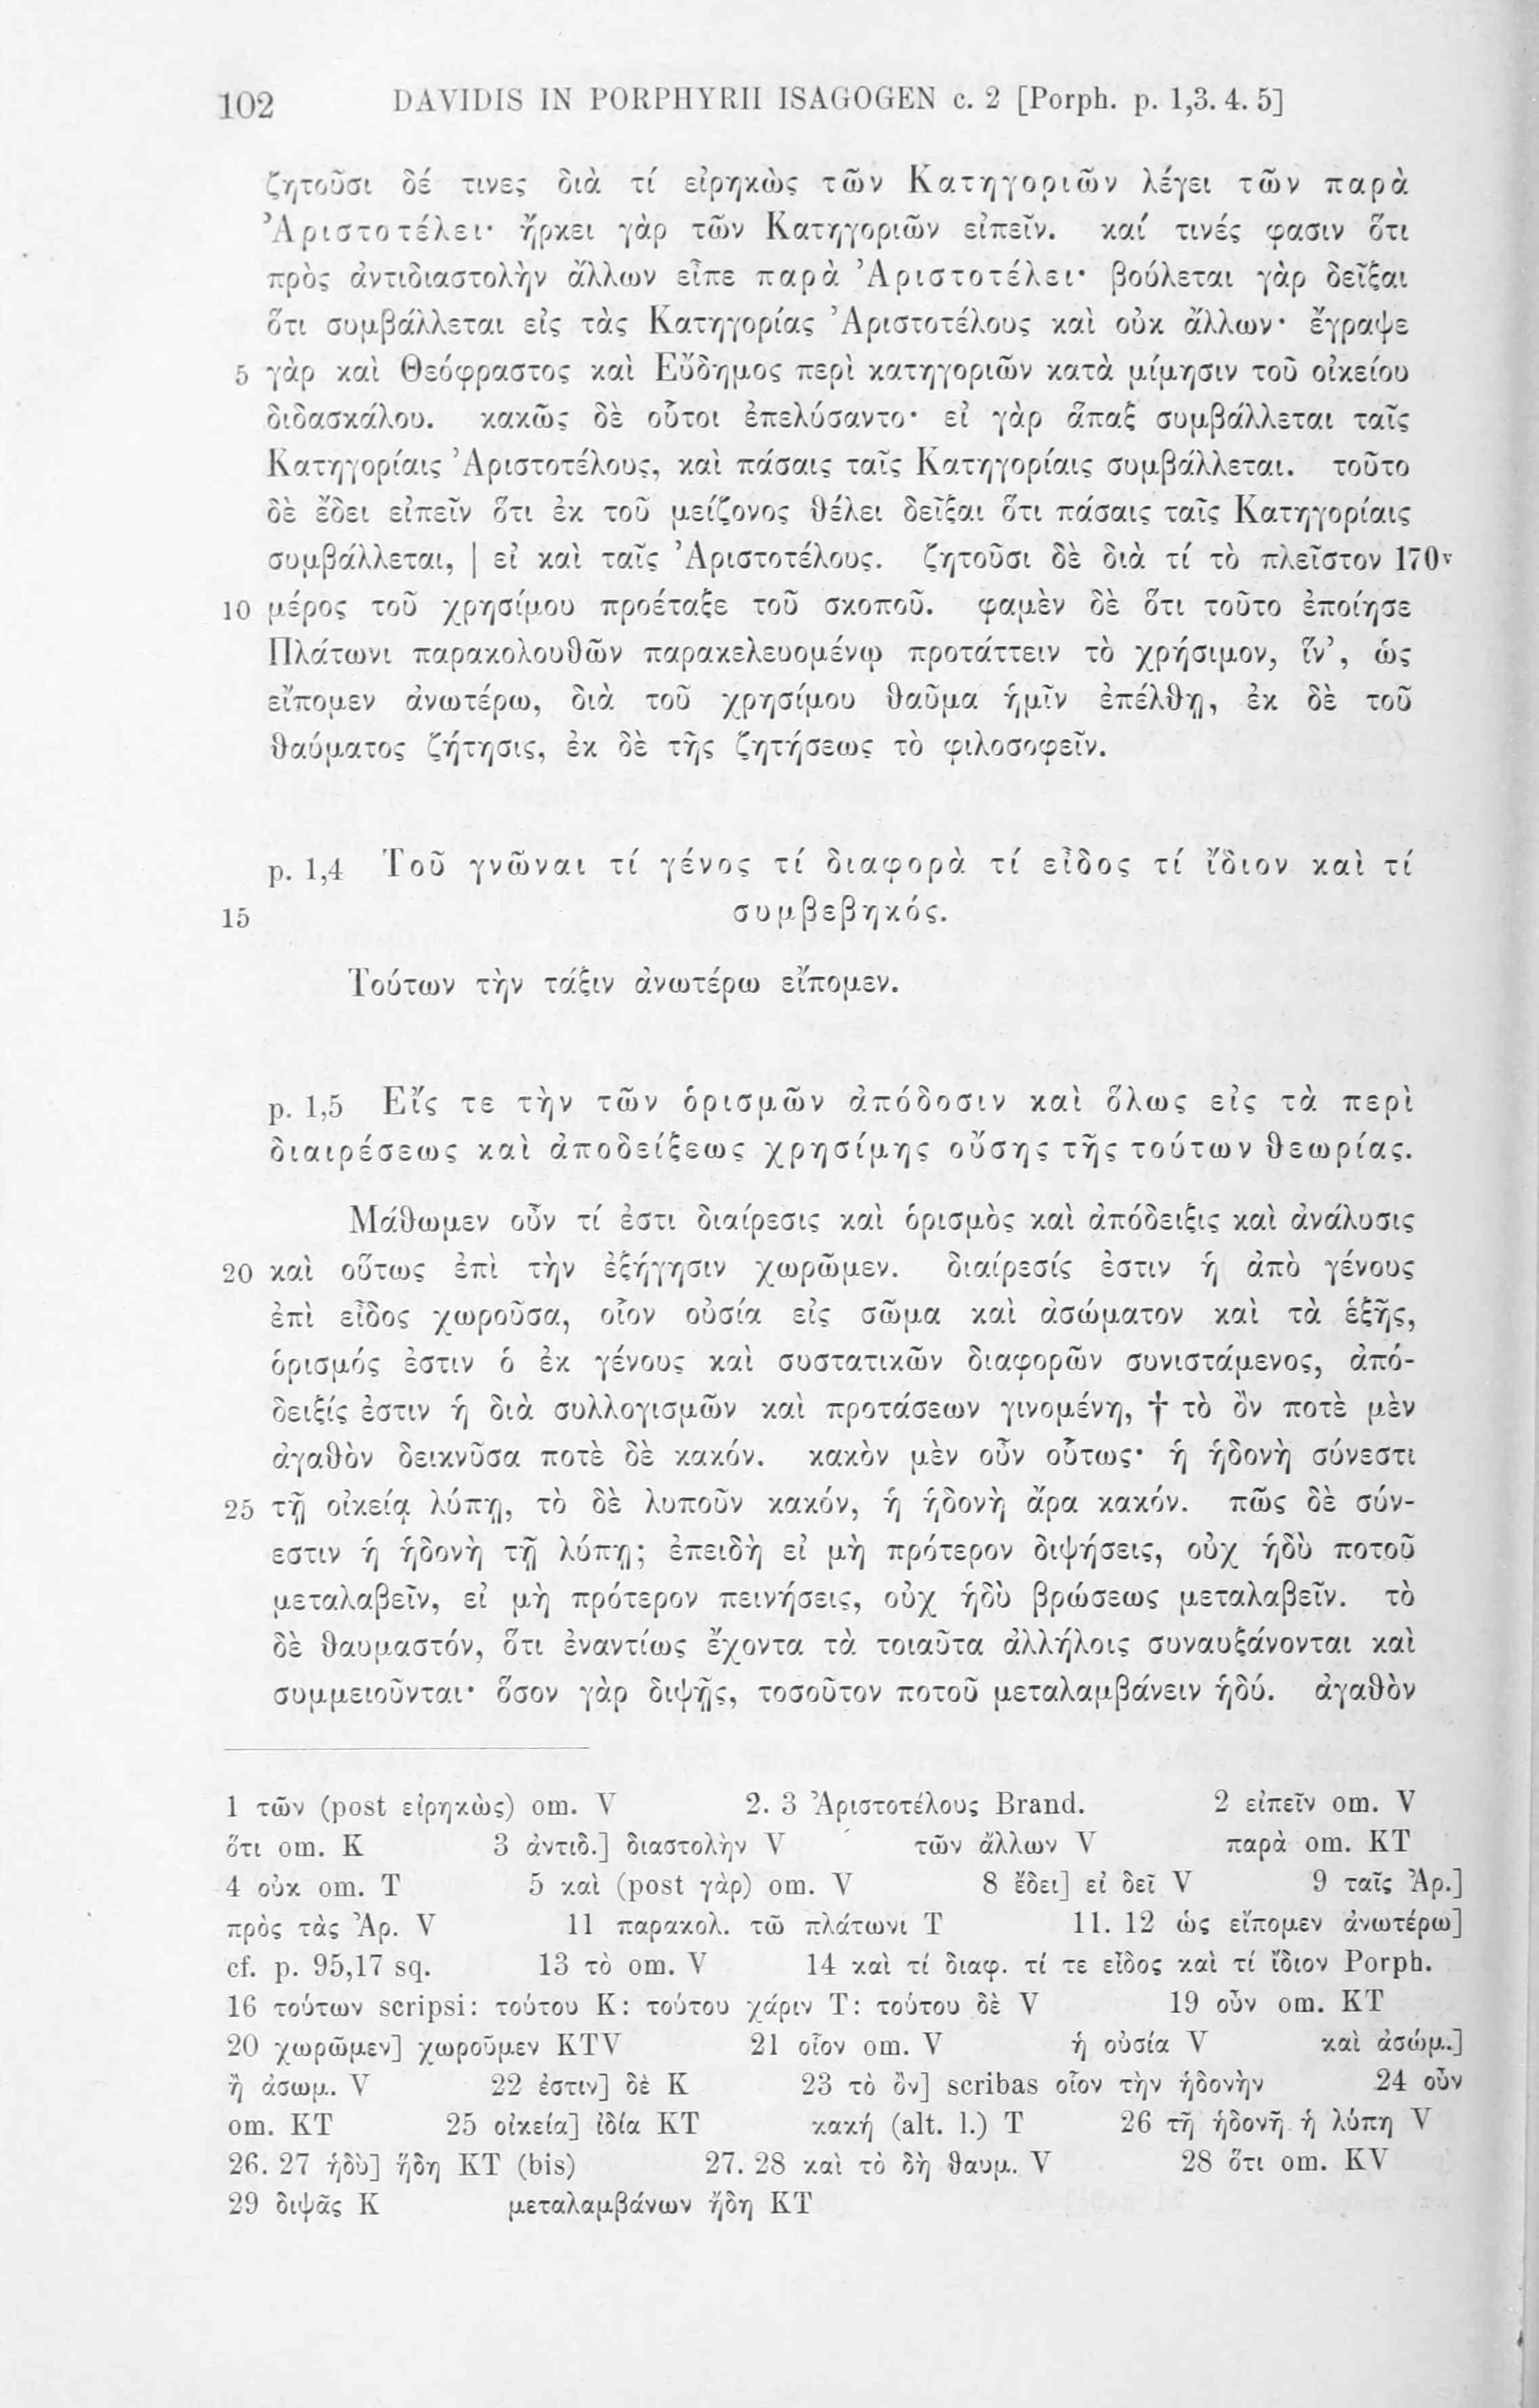 102 DAVIDIS IN PORPHYRII ISAGOGEN c. 2 [Porph. p. 1,3. 4. 5]
ζητοῦσι δέ τινες διὰ τί εἰρηκὼς τῶν Κατηγοριῶν λέγει τῶν παρὰ
Ἀριστοτέλει· ἤρκει γὰρ τῶν Κατηγοριῶν εἰπεῖν. καί τινές φασιν ὅτι
πρὸς ἀντιδιαστολὴν ἄλλων εἶπε παρὰ Ἀριστοτέλει· βούλεται γὰρ δεῖξαι
ὅτι συμβάλλεται εἰς τὰς Κατηγορίας Ἀριστοτέλους καὶ οὐκ ἄλλων· ἔγραψε
5 γὰρ καὶ Θεόφραστος καὶ Εὔδημος περὶ κατηγοριῶν κατὰ μίμησιν τοῦ οἰκείου
διδασκάλου. κακῶς δὲ οὗτοι ἐπελύσαντο· εἰ γὰρ ἅπαξ συμβάλλεται ταῖς
Κατηγορίαις Ἀριστοτέλους, καὶ πάσαις ταῖς Κατηγορίαις συμβάλλεται. τοῦτο
δὲ ἔδει εἰπεῖν ὅτι ἐκ τοῦ μείζονος θέλει δεῖξαι ὅτι πάσαις ταῖς Κατηγορίαις
συμβάλλεται, | εἰ καὶ ταῖς Ἀριστοτέλους. ζητοῦσι δὲ διὰ τί τὸ πλεῖστον 170v
10 μέρος τοῦ χρησίμου προέταξε τοῦ σκοποῦ. φαμὲν δὲ ὅτι τοῦτο ἐποίησε
Πλάτωνι παρακολουθῶν παρακελευομένῳ προτάττειν τὸ χρήσιμον, ἵν', ὡς
εἴπομεν ἀνωτέρω, διὰ τοῦ χρησίμου θαῦμα ἡμῖν ἐπέλθῃ, ἐκ δὲ τοῦ
θαύματος ζήτησις, ἐκ δὲ τῆς ζητήσεως τὸ φιλοσοφεῖν.
p. 1,4 Τοῦ γνῶναι τί γένος τί διαφορὰ τί εἶδος τί ἴδιον καὶ τί
15 συμβεβηκός.
Τούτων τὴν τάξιν ἀνωτέρω εἴπομεν.
p. 1,5 Εἴς τε τὴν τῶν ὁρισμῶν ἀπόδοσιν καὶ ὅλως εἰς τὰ περὶ
διαιρέσεως καὶ ἀποδείξεως χρησίμης οὔσης τῆς τούτων θεωρίας.
Μάθωμεν οὖν τί ἐστι διαίρεσις καὶ ὁρισμὸς καὶ ἀπόδειξις καὶ ἀνάλυσις
20 καὶ οὕτως ἐπὶ τὴν ἐξήγησιν χωρῶμεν. διαίρεσίς ἐστιν ἡ ἀπὸ γένους
ἐπὶ εἶδος χωροῦσα, οἷον οὐσία εἰς σῶμα καὶ ἀσώματον καὶ τὰ ἑξῆς,
ὁρισμός ἐστιν ὁ ἐκ γένους καὶ συστατικῶν διαφορῶν συνιστάμενος, ἀπό-
δειξίς ἐστιν ἡ διὰ συλλογισμῶν καὶ προτάσεων γινομένη, † τὸ ὂν ποτὲ μὲν
ἀγαθὸν δεικνῦσα ποτὲ δὲ κακόν. κακὸν μὲν οὖν οὕτως· ἡ ἡδονὴ σύνεστι
25 τῇ οἰκείᾳ λύπῃ, τὸ δὲ λυποῦν κακόν, ἡ ἡδονὴ ἄρα κακόν. πῶς δὲ σύν-
εστιν ἡ ἡδονὴ τῇ λύπῃ; ἐπειδὴ εἰ μὴ πρότερον διψήσεις, οὐχ ἡδὺ ποτοῦ
μεταλαβεῖν, εἰ μὴ πρότερον πεινήσεις, οὐχ ἡδὺ βρώσεως μεταλαβεῖν. τὸ
δὲ θαυμαστόν, ὅτι ἐναντίως ἔχοντα τὰ τοιαῦτα ἀλλήλοις συναυξάνονται καὶ
συμμειοῦνται· ὅσον γὰρ διψῇς, τοσοῦτον ποτοῦ μεταλαμβάνειν ἡδύ. ἀγαθὸν
1 τῶν (post εἰρηκὼς) om. V 2. 3 Ἀριστοτέλους Brand. 2 εἰπεῖν om. V
ὅτι om. K 3 ἀντιδ.] διαστολὴν V τῶν ἄλλων V παρὰ om. KT
4 οὐκ om. T 5 καὶ (post γὰρ) om. V 8 ἔδει] εἰ δεῖ V 9 ταῖς Ἀρ.]
πρὸς τὰς Ἀρ. V 11 παρακολ. τῶ πλάτωνι T 11. 12 ὡς εἴπομεν ἀνωτέρω]
cf. p. 95,17 sq. 13 τὸ om. V 14 καὶ τί διαφ. τί τε εἶδος καὶ τί ἴδιον Porph.
16 τούτων scripsi: τούτου K: τούτου χάριν T: τούτου δὲ V 19 οὖν om. KT
20 χωρῶμεν] χωροῦμεν KTV 21 οἷον om. V ἡ οὐσία V καὶ ἀσώμ.]
ἢ ἀσωμ. V 22 ἐστιν] δὲ K 23 τὸ ὂν] scribas οἷον τὴν ἡδονὴν 24 οὖν
om. KT 25 οἰκεία] ἰδία KT κακή (alt. l.) T 26 τῆ ἡδονῆ ἡ λύπη V
26. 27 ἡδὺ] ἤδη KT (bis) 27. 28 καὶ τὸ δὴ θαυμ. V 28 ὅτι om. KV
29 διψᾶς K μεταλαμβάνων ἤδη KT